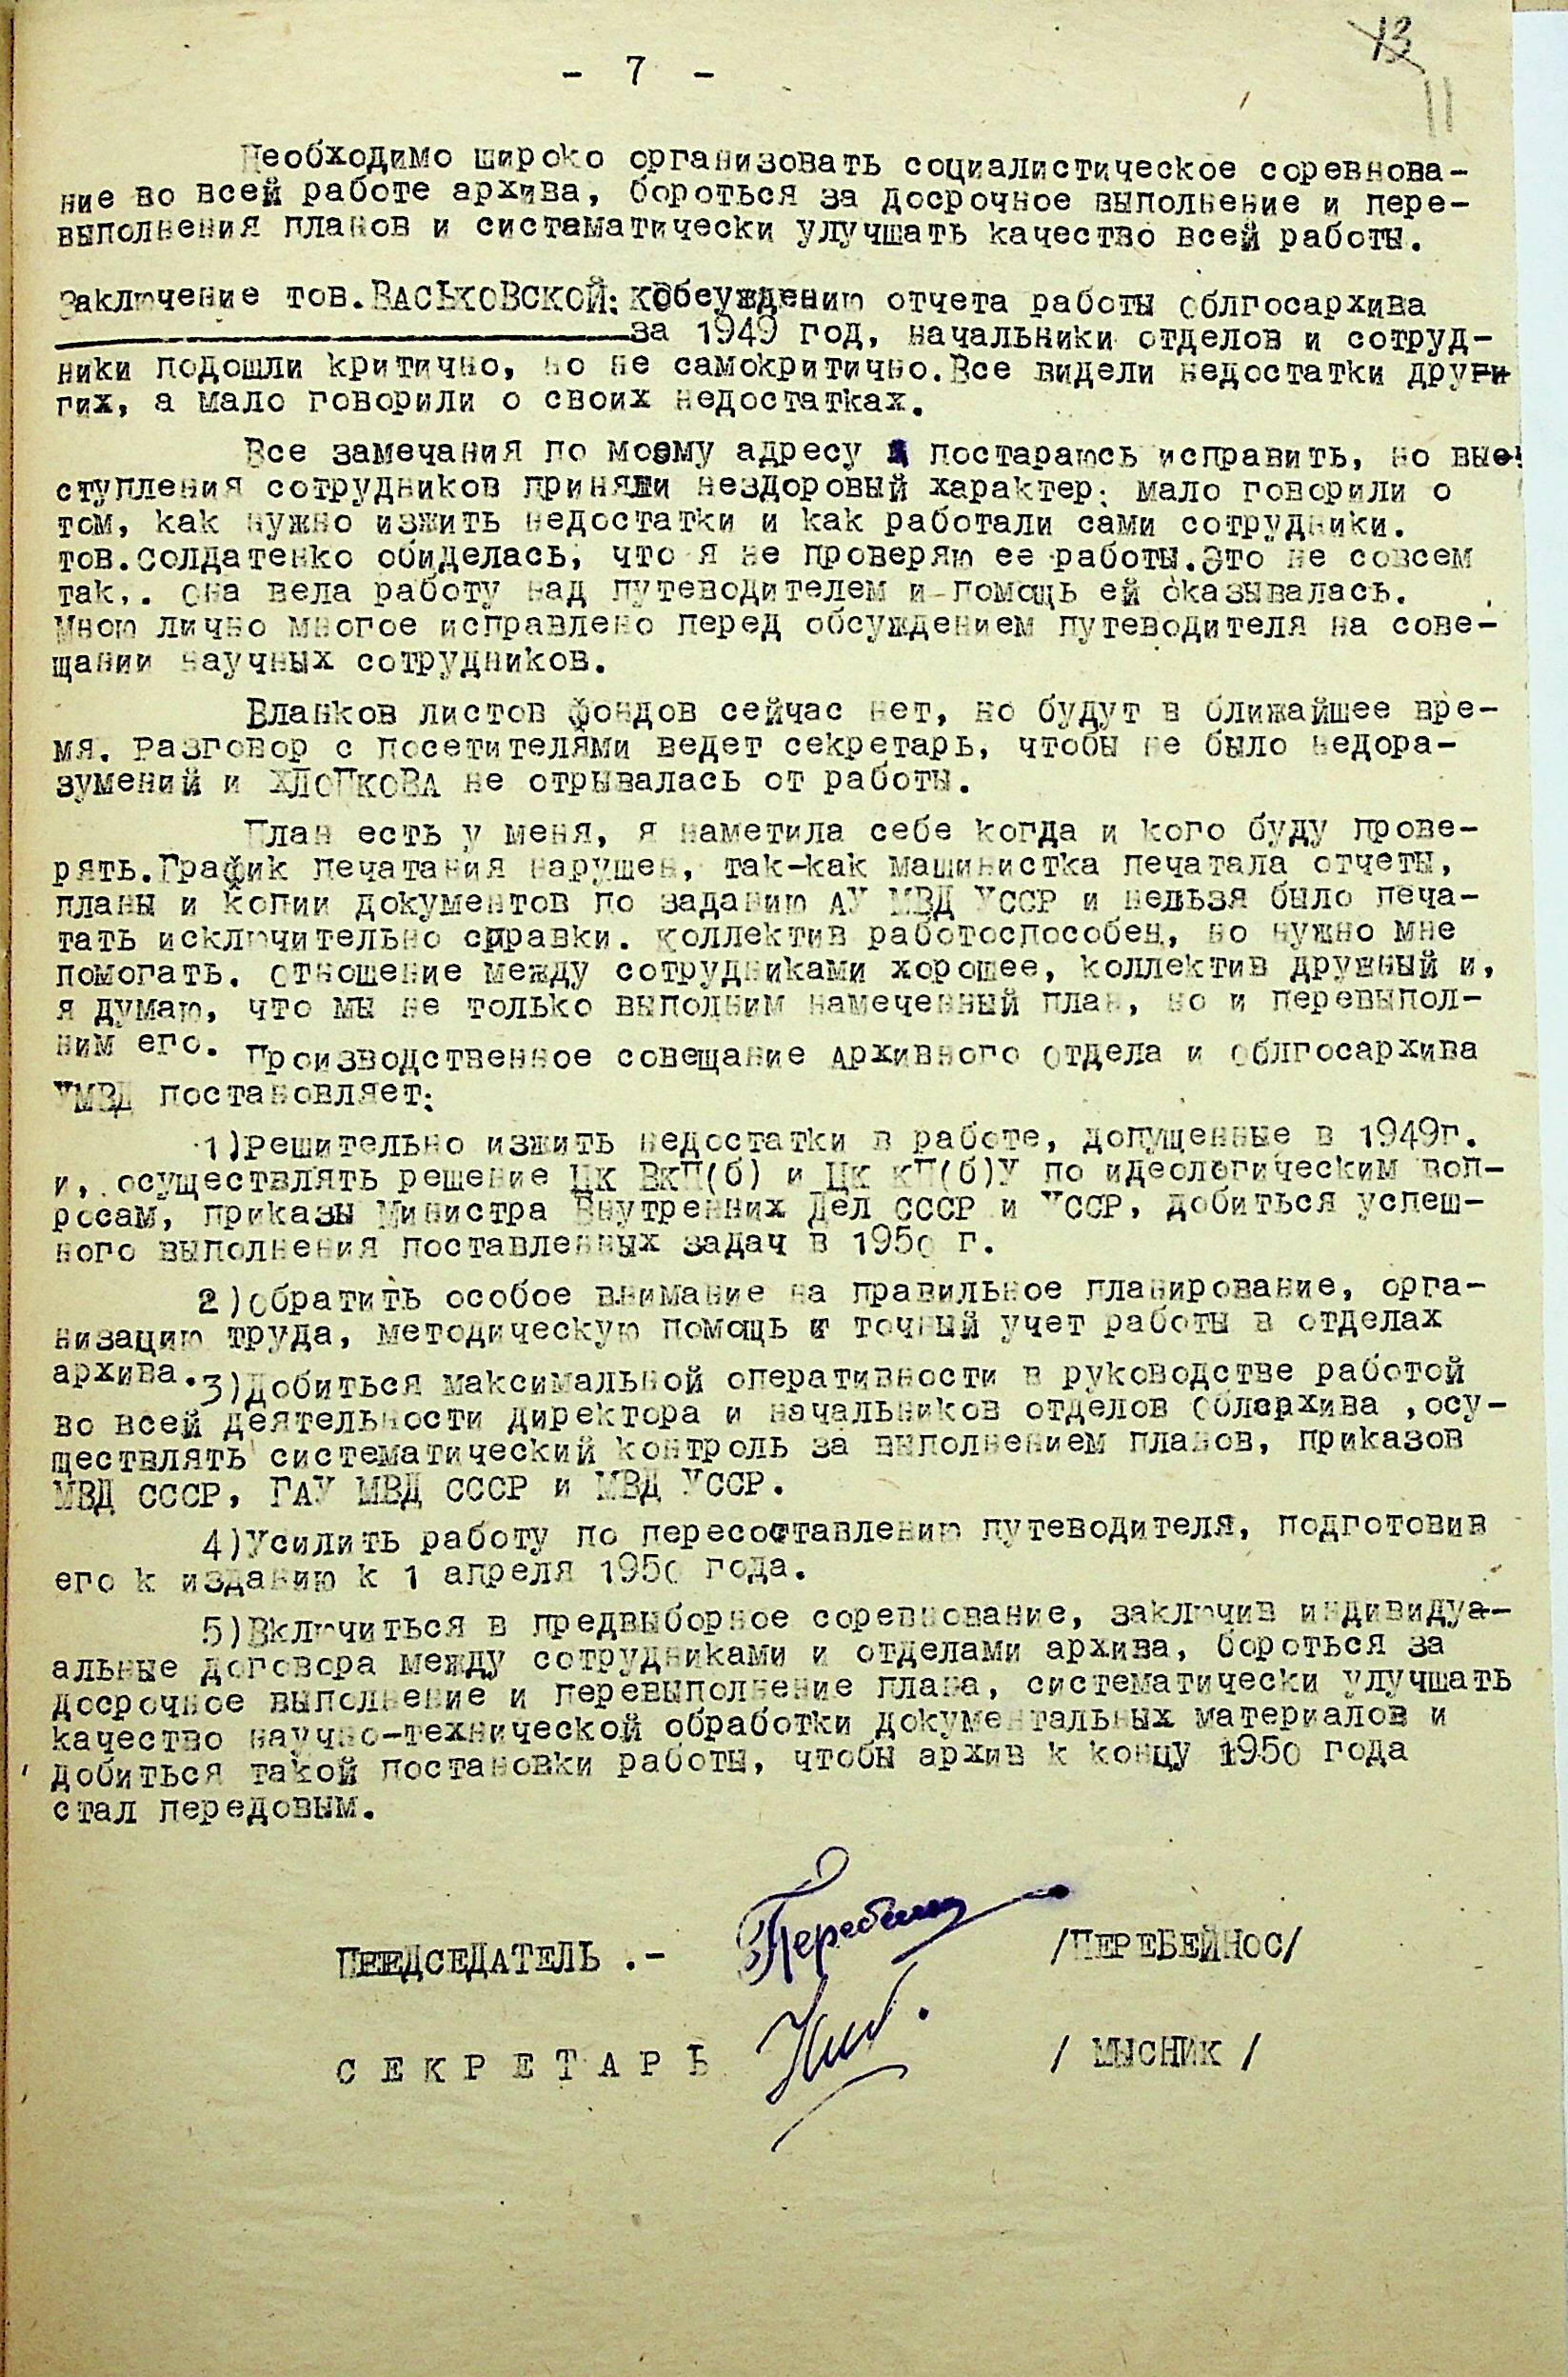 13
- 7 -
11
Необходимо широко организовать социалистическое соревнова-
ние во всей работе архива, бороться за досрочное выполнение и пере-
выполнения планов и систаматически улучшать качество всей работы.
Заключение тов.ВАСЬКОВСКОЙ: К обсуждению отчета работы Облгосархива
за 1949 год, начальники отделов и сотруд-
ники подошли критично, но не самокритично.Все видели недостатки други
гих, а мало говорили о своих недостатках.
Все замечания по моему адресу я постараюсь исправить, но выс-
ступления сотрудников приняли нездоровый характер: мало говорили о
том, как нужно изжить недостатки и как работали сами сотрудники.
тов.Солдатенко обиделась, что я не проверяю ее работы.Это не совсем
так,. Она вела работу над путеводителем и помощь ей оказывалась.
Мною лично многое исправлено перед обсуждением путеводителя на сове-
щании научных сотрудников.
Бланков листов фондов сейчас нет, но будут в ближайшее вре-
мя. Разговор с посетителями ведет секретарь, чтобы не было недора-
зумений и ХЛОПКОВА не отрывалась от работы.
План есть у меня, я наметила себе когда и кого буду прове-
рять.График печатания нарушен, так-как машинистка печатала отчеты,
планы и копии документов по заданию АУ МВД УССР и нельзя было печа-
тать исключительно справки. Коллектив работоспособен, но нужно мне
помогать. Отношение между сотрудниками хорошее, коллектив дружный и,
я думаю, что мы не только выполним намеченный план, но и перевыпол-
ним его.
Производственное совещание Архивного отдела и Облгосархива
УМВД постановляет:
1)Решительно изжить недостатки в работе, допущенные в 1949г.
и, осуществлять решение ЦК ВКП(б) и ЦК КП(б)У по идеологическим воп-
росам, приказы Министра Внутренних Дел СССР и УССР, добиться успеш-
ного выполнения поставленных задач в 1950 г.
2)Обратить особое внимание на правильное планирование, орга-
низацию труда, методическую помощь и точный учет работы в отделах
архива.
3)Добиться максимальной оперативности в руководстве работой
во всей деятельности директора и начальников отделов Облархива ,осу-
ществлять систематический контроль за выполнением планов, приказов
МВД СССР, ГАУ МВД СССР и МВД УССР.
4)Усилить работу по пересоставлению путеводителя, подготовив
его к изданию к 1 апреля 1950 года.
5)Включиться в предвыборное соревнование, заключив индивидуа-
альные договора между сотрудниками и отделами архива, бороться за
досрочное выполнение и перевыполнение плана, систематически улучшать
качество научно-технической обработки документальных материалов и
добиться такой постановки работы, чтобы архив к концу 1950 года
стал передовым.
ПРЕДСЕДАТЕЛЬ .- /ПЕРЕБЕЙНОС/
СЕКРЕТАРЬ / МЫСНИК /